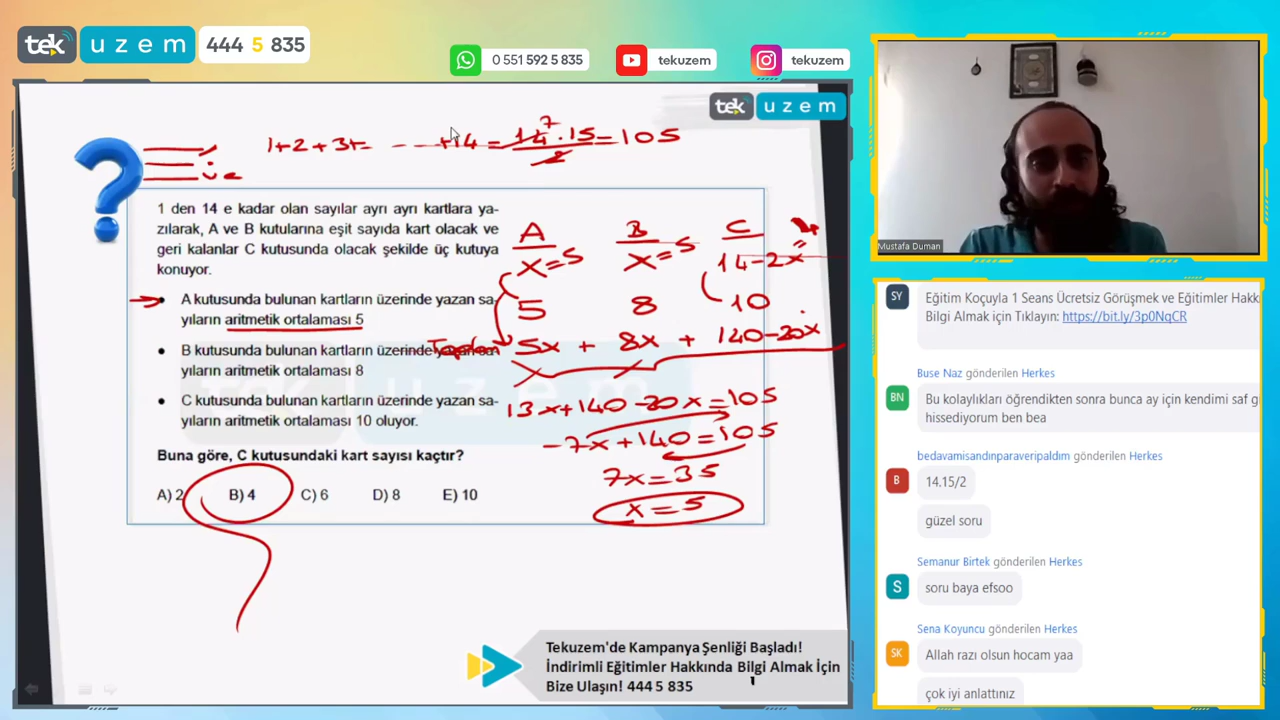 tek uzem 444 5 835
0 551 592 5 835 tekuzem tekuzem
tek uzem
1+2+3+ - - - +14 = 14.15/2 = 105
7
1 den 14 e kadar olan sayılar ayrı ayrı kartlara ya-
zılarak, A ve B kutularına eşit sayıda kart olacak ve
geri kalanlar C kutusunda olacak şekilde üç kutuya
konuyor.
• A kutusunda bulunan kartların üzerinde yazan sa-
yıların aritmetik ortalaması 5
• B kutusunda bulunan kartların üzerinde yazan sa-
yıların aritmetik ortalaması 8
• C kutusunda bulunan kartların üzerinde yazan sa-
yıların aritmetik ortalaması 10 oluyor.
Buna göre, C kutusundaki kart sayısı kaçtır?
A) 2 B) 4 C) 6 D) 8 E) 10
A B C
x=5 x=5 14-2x
5 8 10
Toplam 5x + 8x + 140-20x
13x+140-20x=105
-7x+140=105
7x=35
x=5
Tekuzem'de Kampanya Şenliği Başladı!
İndirimli Eğitimler Hakkında Bilgi Almak İçin
Bize Ulaşın! 444 5 835
Mustafa Duman
SY
Eğitim Koçuyla 1 Seans Ücretsiz Görüşmek ve Eğitimler Hakk
Bilgi Almak için Tıklayın: https://bit.ly/3p0NqCR
Buse Naz gönderilen Herkes
BN
Bu kolaylıkları öğrendikten sonra bunca ay için kendimi saf g
hissediyorum ben bea
bedavamisandınparaveripaldım gönderilen Herkes
B
14.15/2
güzel soru
Semanur Birtek gönderilen Herkes
S
soru baya efsoo
Sena Koyuncu gönderilen Herkes
SK
Allah razı olsun hocam yaa
çok iyi anlattınız